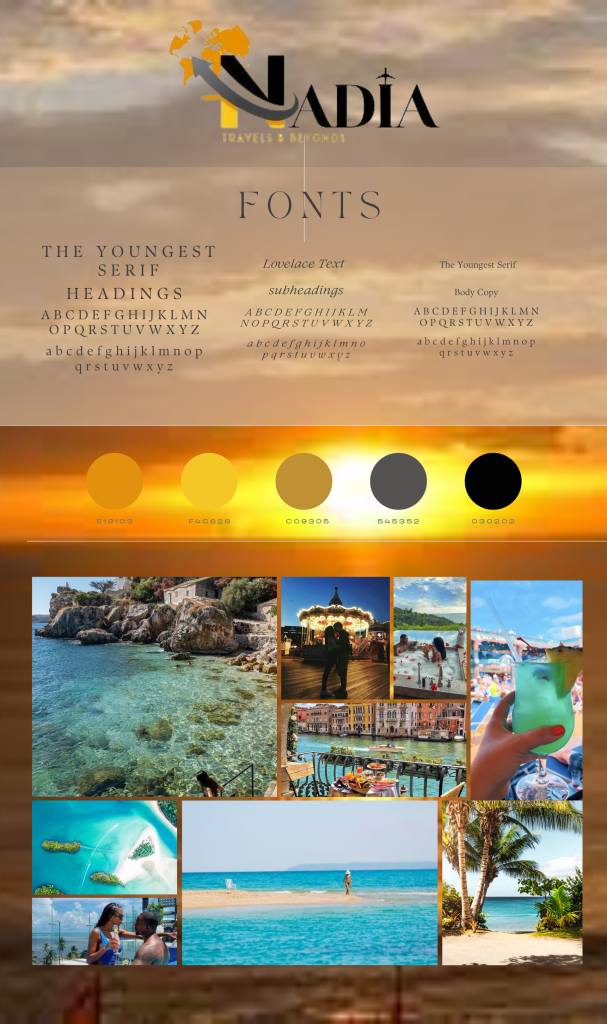 NADIA
TRAVELS & BEYONDS
FONTS
THE YOUNGEST
SERIF
HEADINGS
ABCDEFGHIJKLMN
OPQRSTUVWXYZ
abcdefghijklmnop
qrstuvwxyz
Lovelace Text
subheadings
ABCDEFGHIJKLM
NOPQRSTUVWXYZ
abcdefghijklmno
pqrstuvwxyz
The Youngest Serif
Body Copy
ABCDEFGHIJKLMN
OPQRSTUVWXYZ
abcdefghijklmnop
qrstuvwxyz
E19103 F4C628 C09305 545352 030202